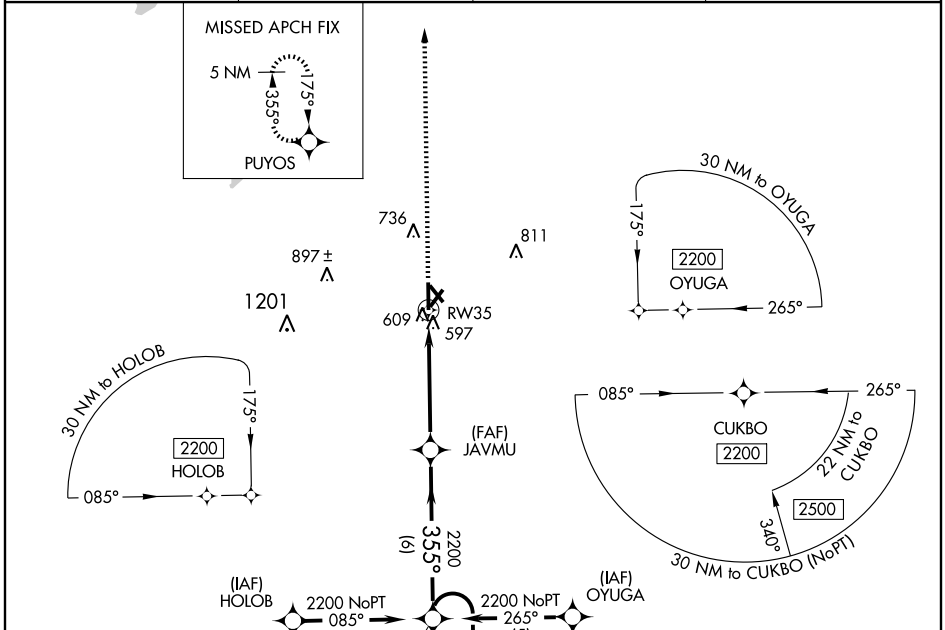 MISSED APCH FIX
5 NM
175°
355°
PUYOS
30 NM to OYUGA
175°
2200
OYUGA
265°
736
811
897 ±
1201
609
RW35
597
30 NM to HOLOB
175°
2200
HOLOB
085°
085°
265°
CUKBO
2200
22 NM to
CUKBO
2500
340°
30 NM to CUKBO (NoPT)
(FAF)
JAVMU
2200
355°
(6)
(IAF)
HOLOB
2200 NoPT
085°
2200 NoPT
265°
(IAF)
OYUGA